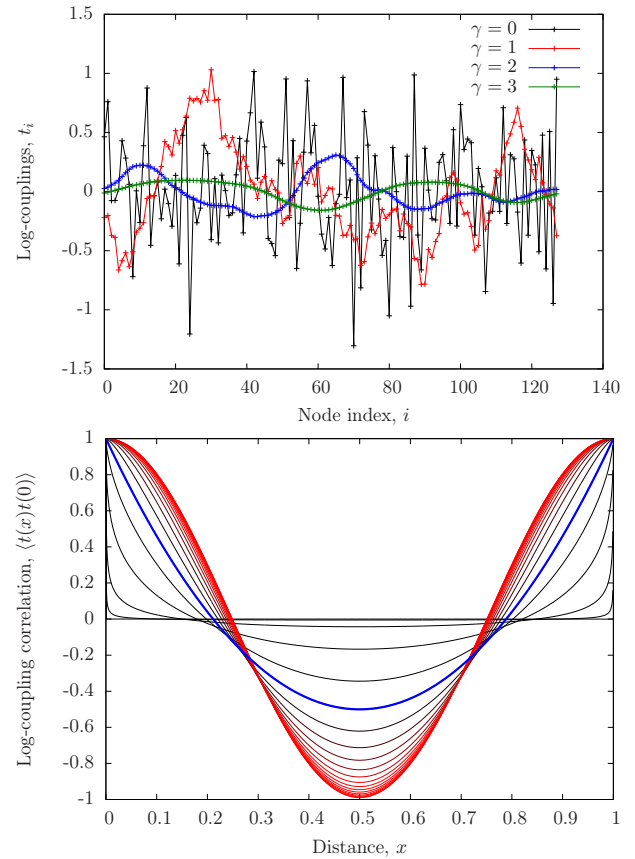 1.5
1
0.5
0
-0.5
-1
-1.5
Log-couplings, t_i
γ = 0
γ = 1
γ = 2
γ = 3
0 20 40 60 80 100 120 140
Node index, i
1
0.8
0.6
0.4
0.2
0
-0.2
-0.4
-0.6
-0.8
-1
Log-coupling correlation, ⟨t(x)t(0)⟩
0 0.1 0.2 0.3 0.4 0.5 0.6 0.7 0.8 0.9 1
Distance, x